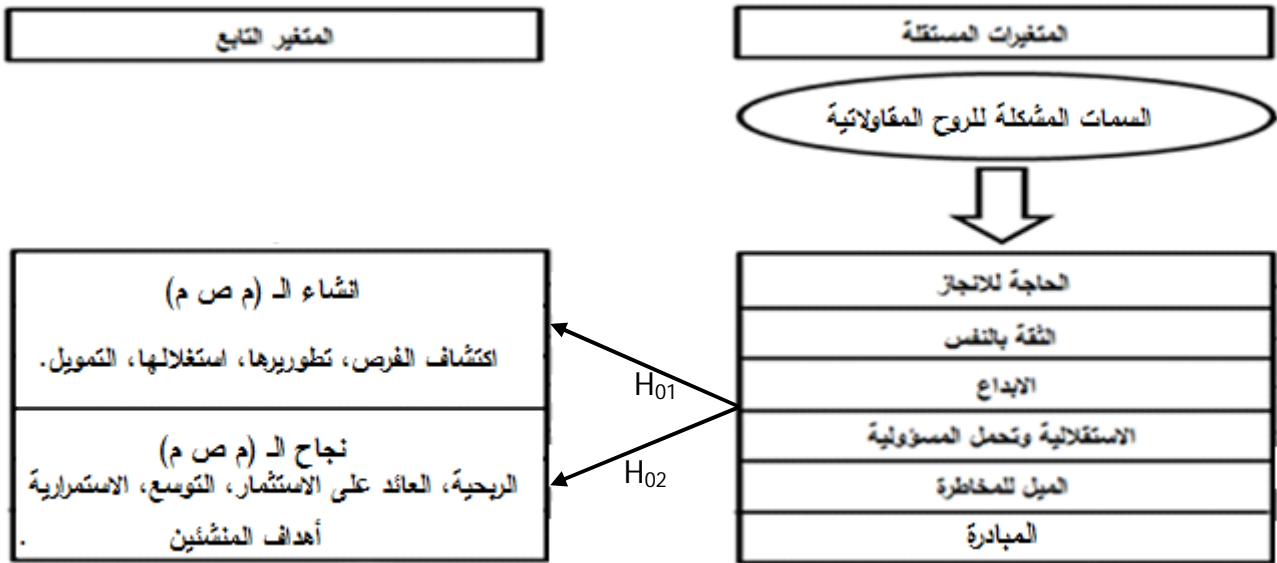 المتغيرات المستقلة
المتغير التابع
السمات المشكلة للروح المقاولاتية
الحاجة للانجاز
الثقة بالنفس
الابداع
الاستقلالية وتحمل المسؤولية
الميل للمخاطرة
المبادرة
H₀₁
H₀₂
انشاء الـ (م ص م)
اكتشاف الفرص، تطوريرها، استغلالها، التمويل.
نجاح الـ (م ص م)
الربحية، العائد على الاستثمار، التوسع، الاستمرارية
أهداف المنشئين .